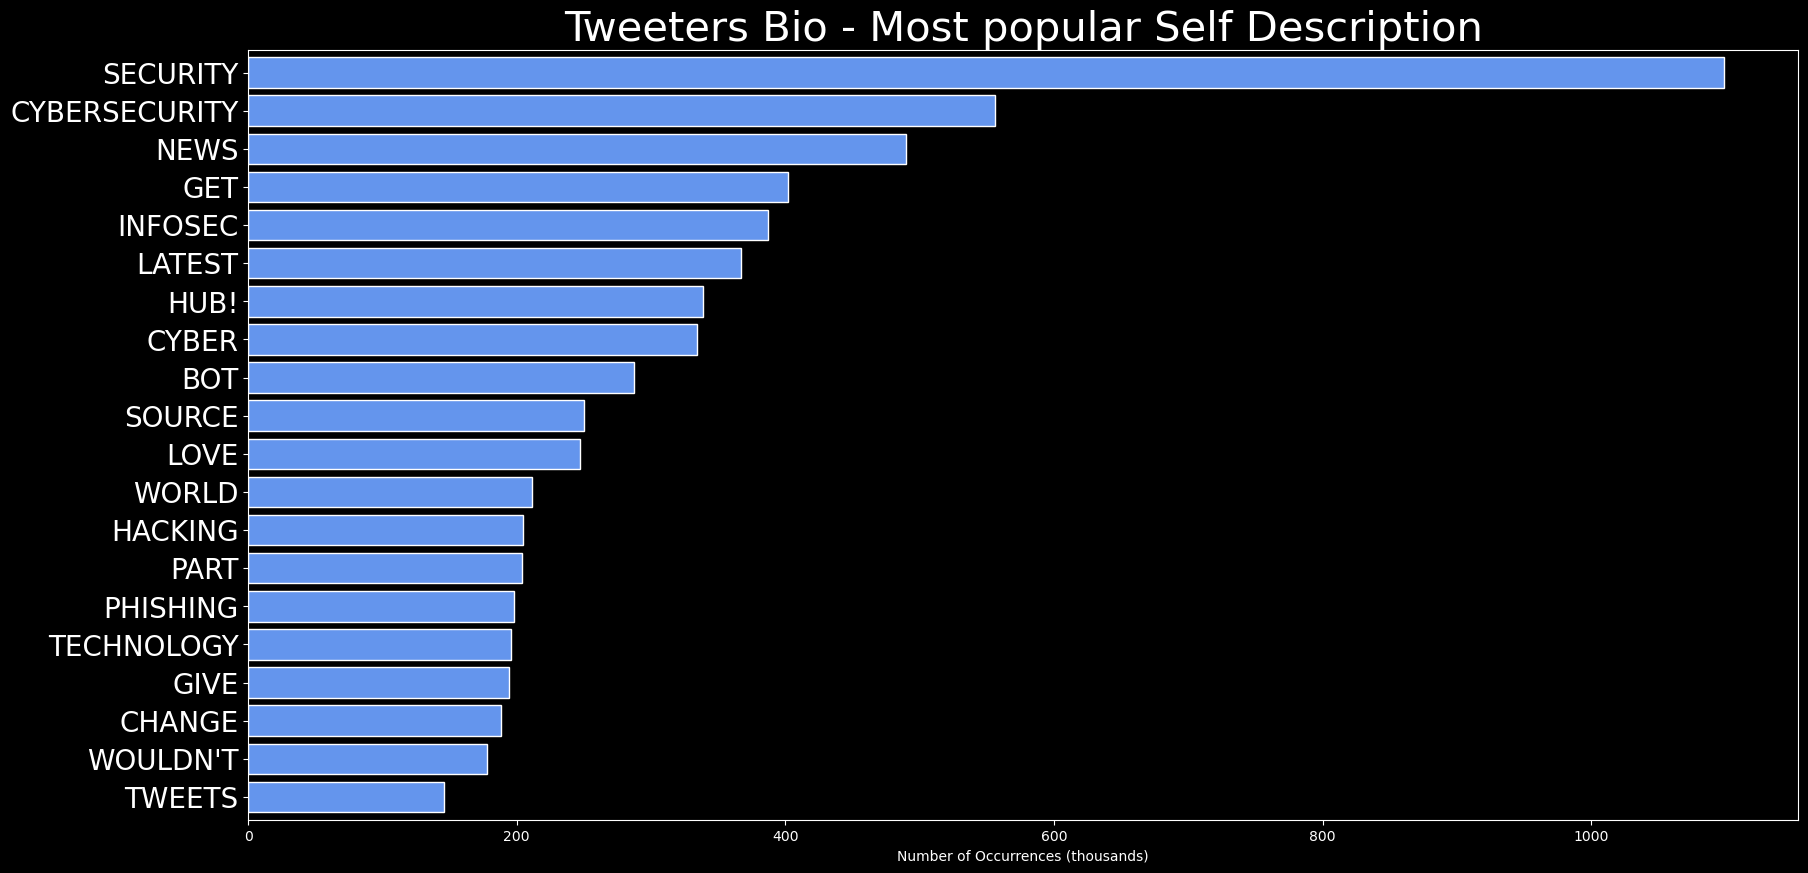 Tweeters Bio - Most popular Self Description
SECURITY
CYBERSECURITY
NEWS
GET
INFOSEC
LATEST
HUB!
CYBER
BOT
SOURCE
LOVE
WORLD
HACKING
PART
PHISHING
TECHNOLOGY
GIVE
CHANGE
WOULDN'T
TWEETS
0 200 400 600 800 1000
Number of Occurrences (thousands)